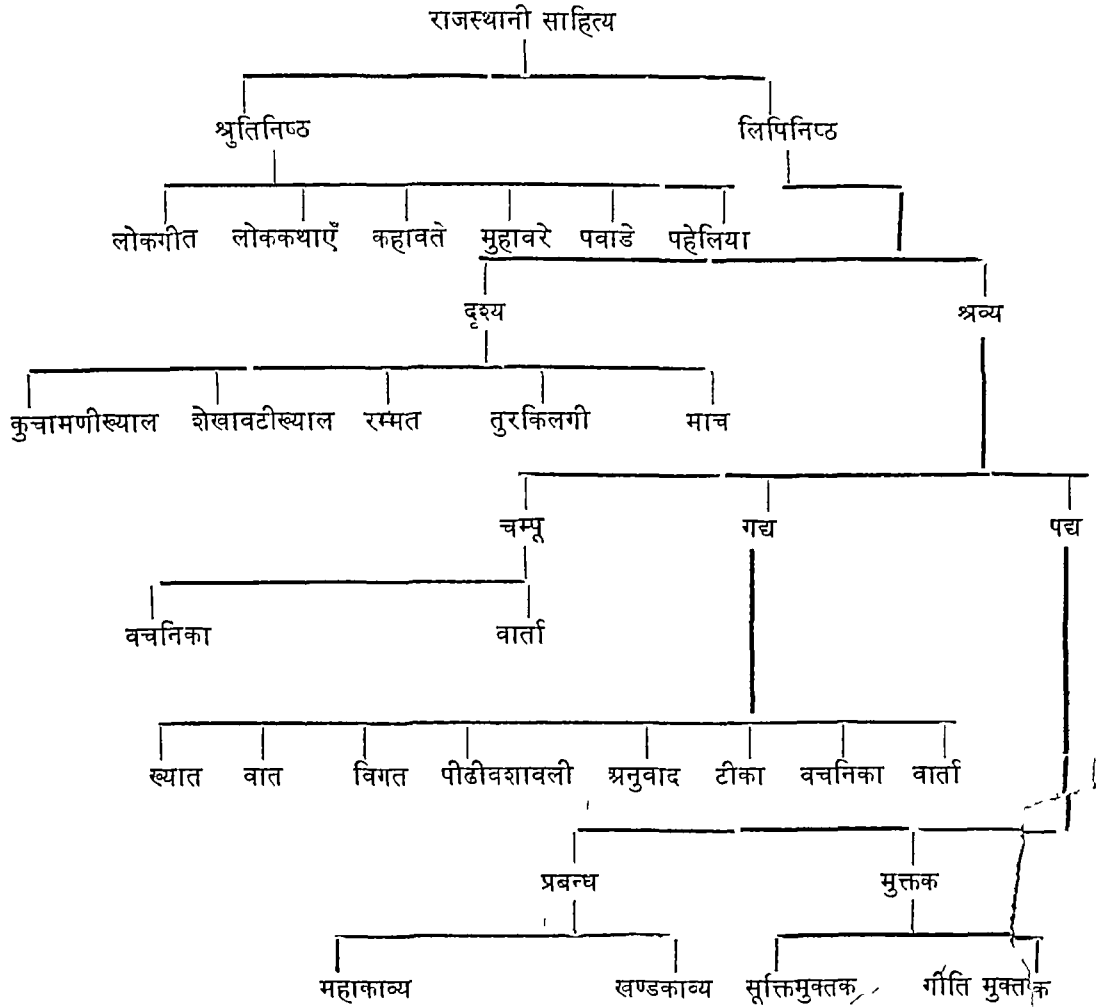 राजस्थानी साहित्य
श्रुतिनिष्ठ लिपिनिष्ठ
लोकगीत लोककथाएँ कहावते मुहावरे पवाडे पहेलिया
दृश्य श्रव्य
कुचामणीख्याल शेखावटीख्याल रम्मत तुरकिलगी माच
चम्पू गद्य पद्य
वचनिका वार्ता
ख्यात वात विगत पीढीवशावली अनुवाद टीका वचनिका वार्ता
प्रबन्ध मुक्तक
महाकाव्य खण्डकाव्य सूक्तिमुक्तक गीति मुक्तक